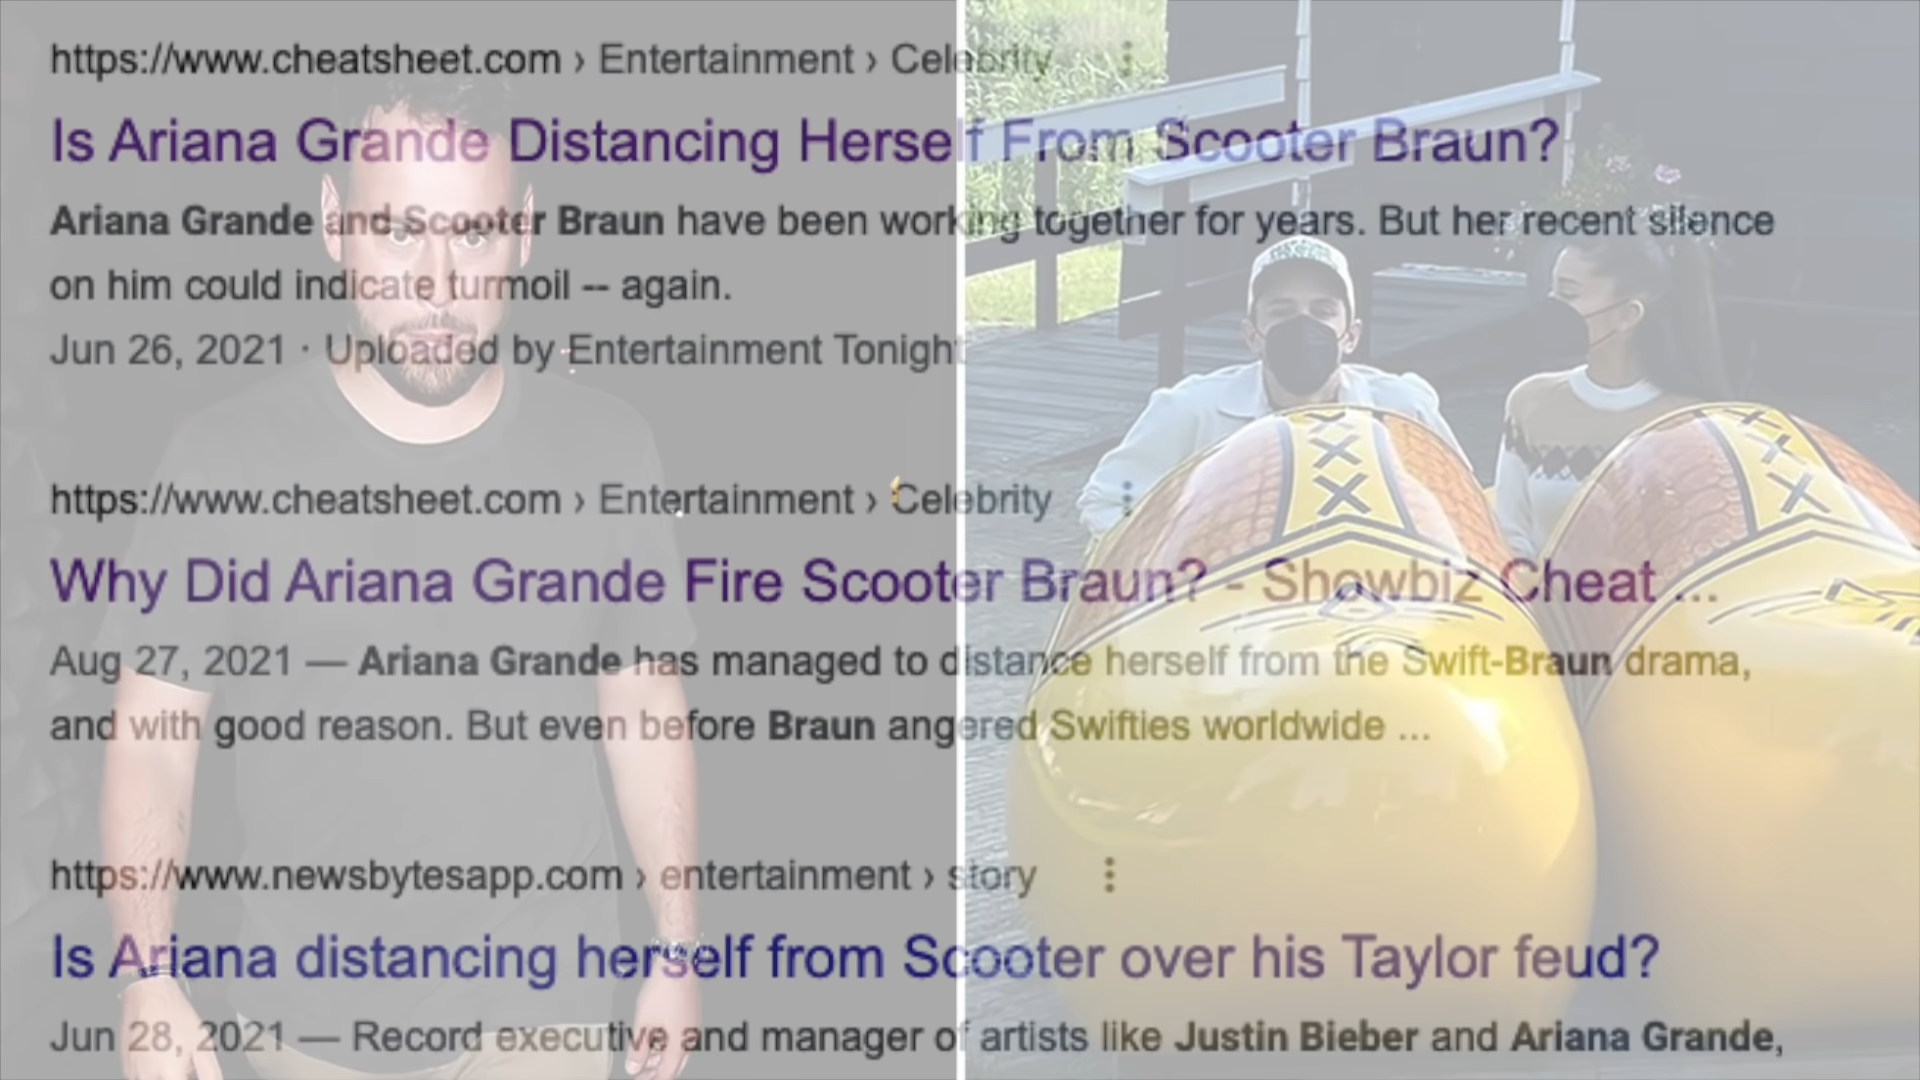 https://www.cheatsheet.com › Entertainment › Celebrity
Is Ariana Grande Distancing Herself From Scooter Braun?
Ariana Grande and Scooter Braun have been working together for years. But her recent silence
on him could indicate turmoil -- again.
Jun 26, 2021 · Uploaded by Entertainment Tonight
https://www.cheatsheet.com › Entertainment › Celebrity
Why Did Ariana Grande Fire Scooter Braun? - Showbiz Cheat ...
Aug 27, 2021 — Ariana Grande has managed to distance herself from the Swift-Braun drama,
and with good reason. But even before Braun angered Swifties worldwide ...
https://www.newsbytesapp.com › entertainment › story
Is Ariana distancing herself from Scooter over his Taylor feud?
Jun 28, 2021 — Record executive and manager of artists like Justin Bieber and Ariana Grande,